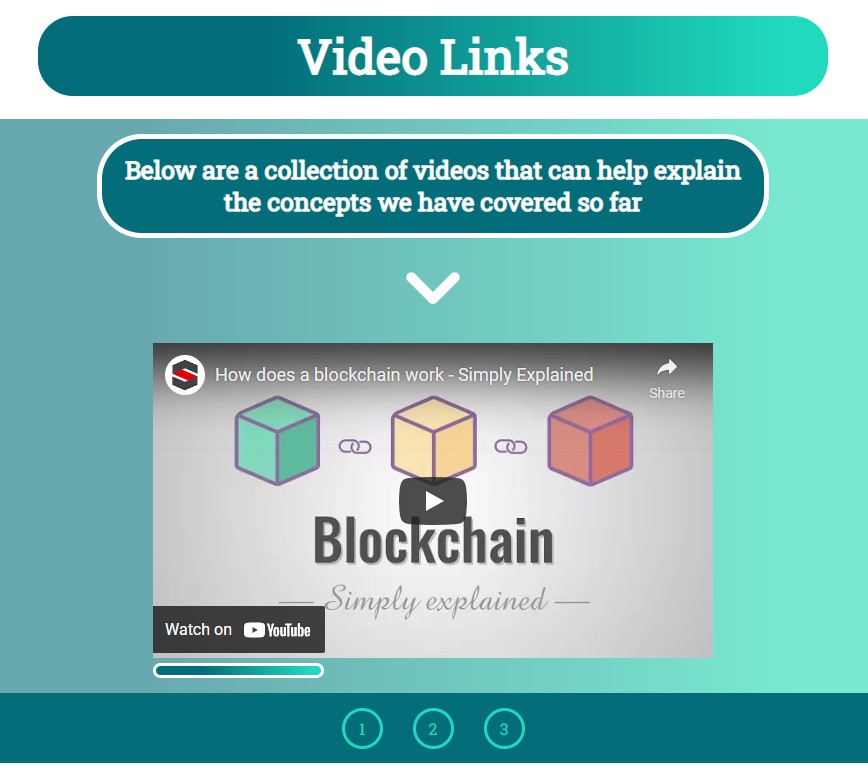 Video Links
Below are a collection of videos that can help explain
the concepts we have covered so far
How does a blockchain work - Simply Explained
Share
Blockchain
Simply explained
Watch on YouTube
1 2 3